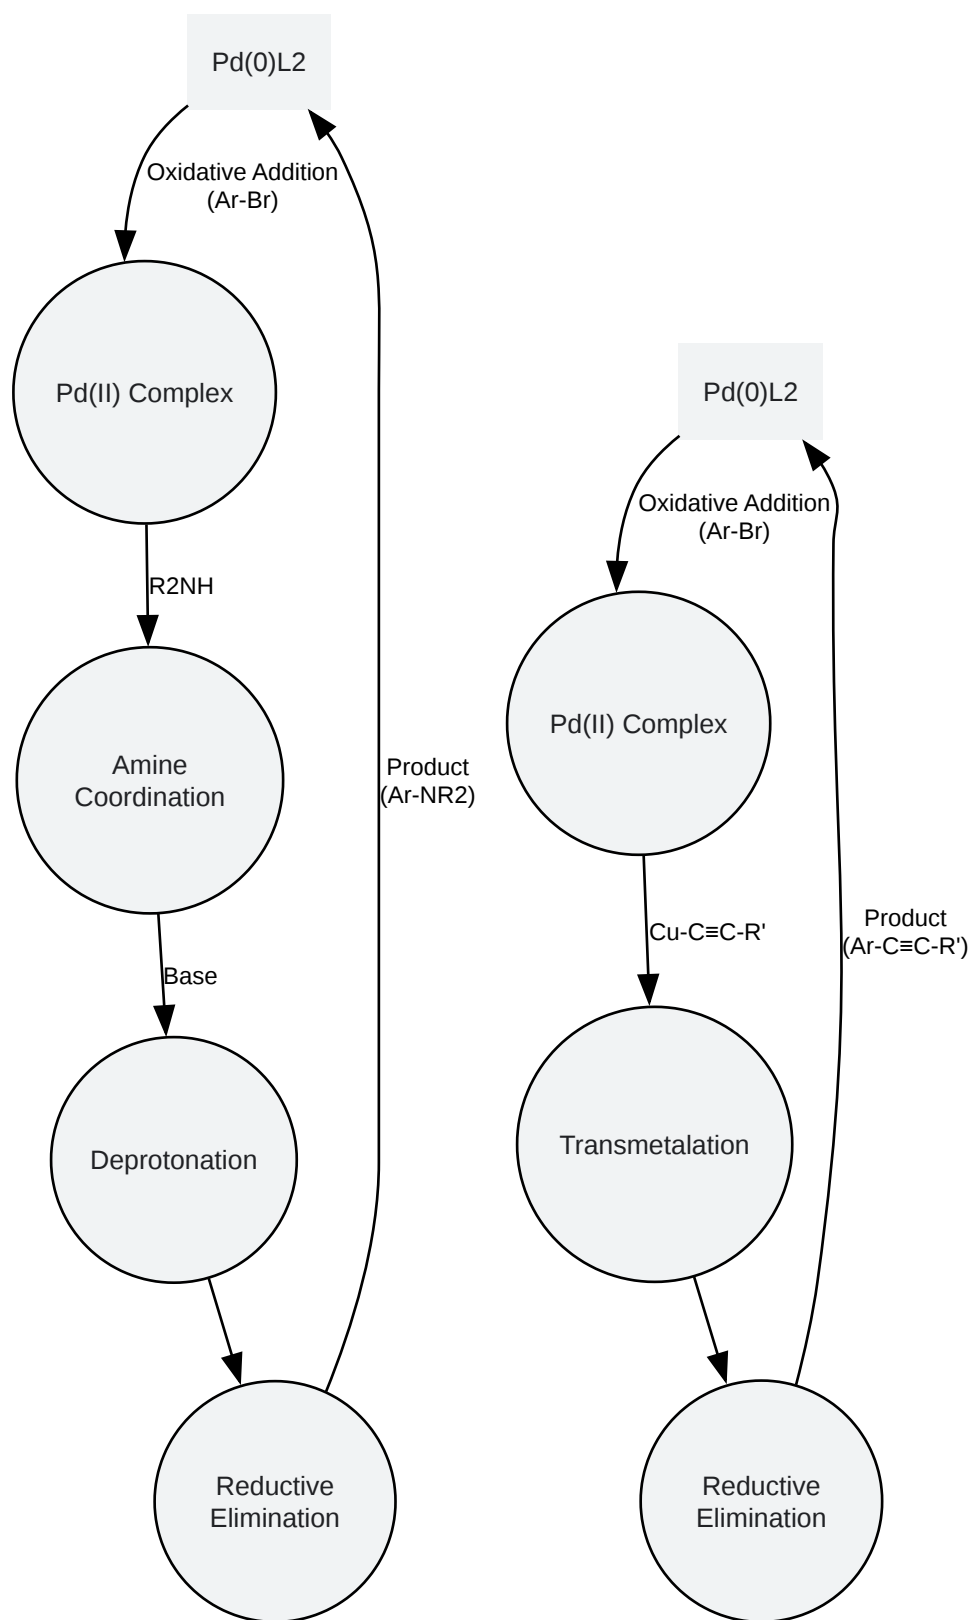 Pd(0)L2
Oxidative Addition
(Ar-Br)
Pd(II) Complex
R2NH
Amine
Coordination
Base
Deprotonation
Reductive
Elimination
Product
(Ar-NR2)
Pd(0)L2
Oxidative Addition
(Ar-Br)
Pd(II) Complex
Cu-C≡C-R'
Transmetalation
Reductive
Elimination
Product
(Ar-C≡C-R')